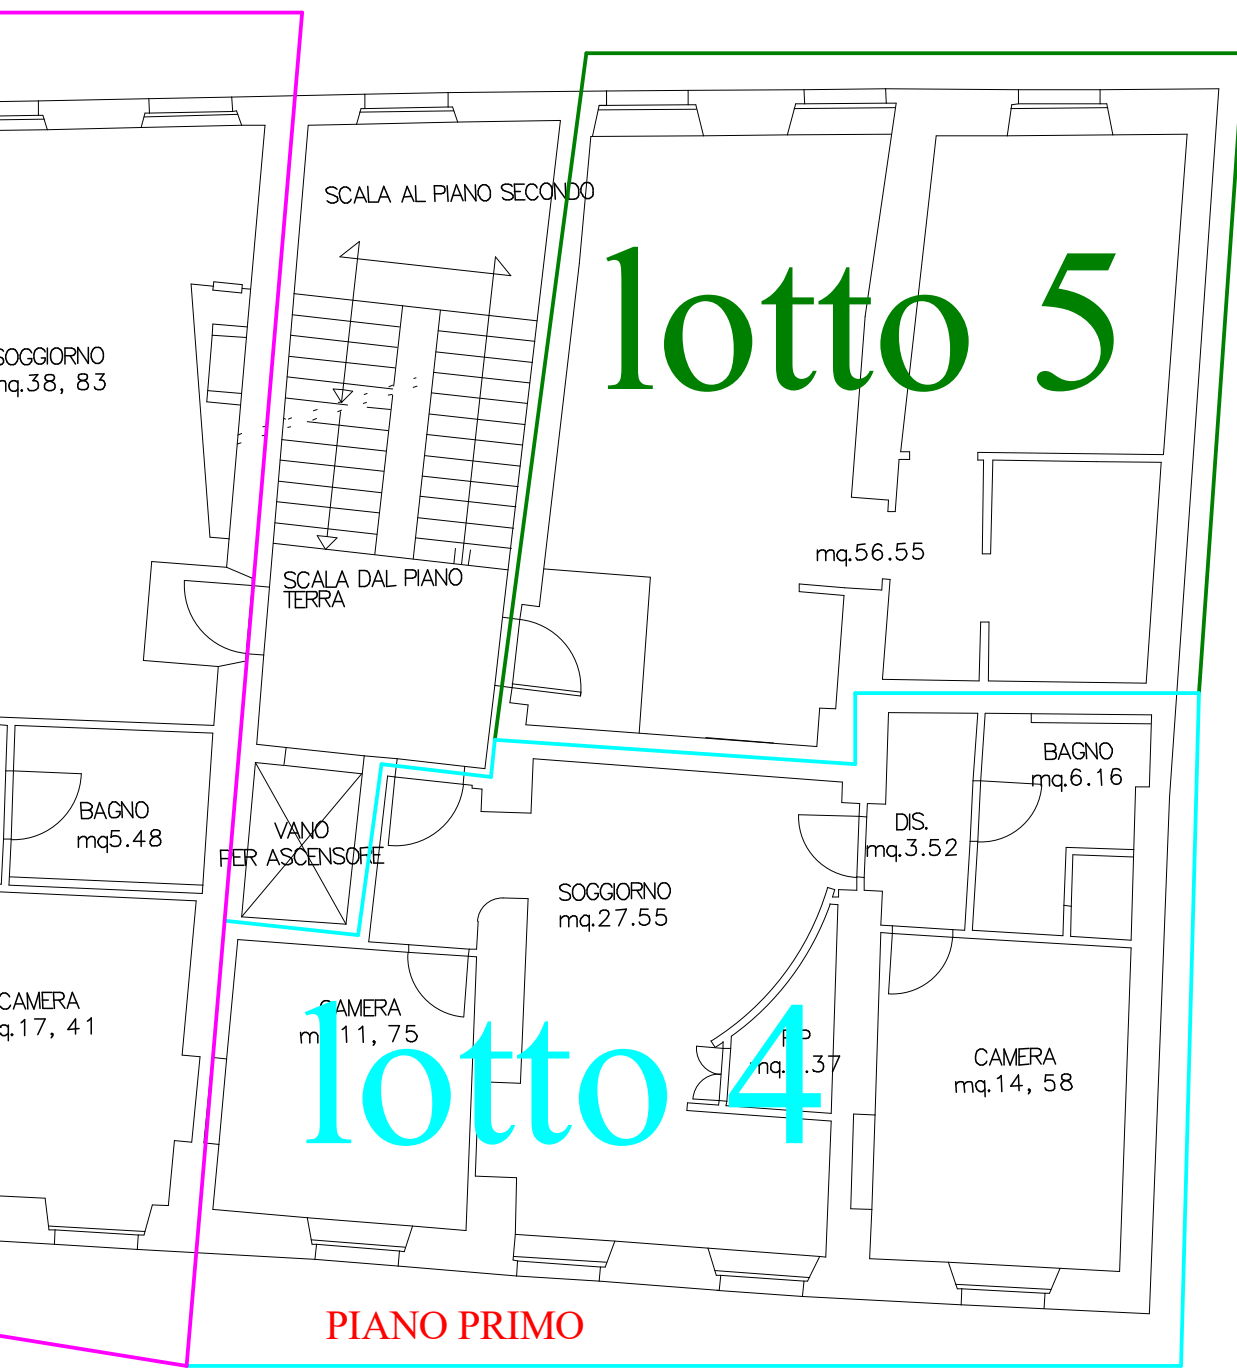 SCALA AL PIANO SECONDO
lotto 5
SOGGIORNO
mq.38, 83
mq.56.55
SCALA DAL PIANO
TERRA
BAGNO
mq.6.16
BAGNO
mq5.48
VANO
PER ASCENSORE
DIS.
mq.3.52
SOGGIORNO
mq.27.55
CAMERA
q.17, 41
CAMERA
11, 75
lotto 4
CAMERA
mq.14, 58
PIANO PRIMO